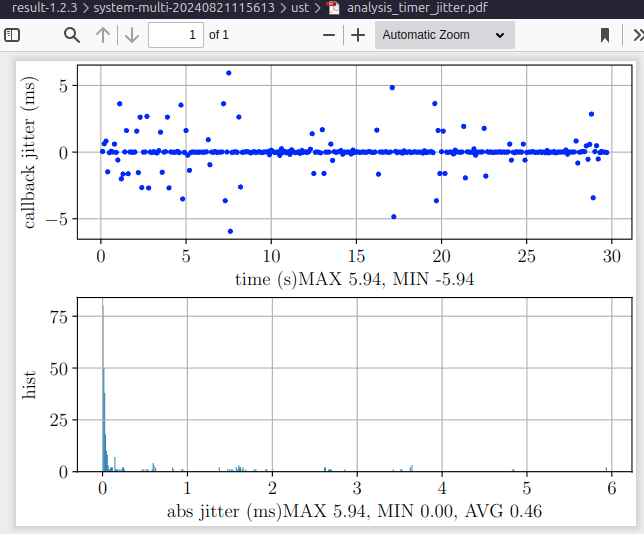 result-1.2.3 > system-multi-20240821115613 > ust > analysis_timer_jitter.pdf
1 of 1 Automatic Zoom
callback jitter (ms)
5
0
−5
0 5 10 15 20 25 30
time (s)MAX 5.94, MIN -5.94
hist
75
50
25
0
0 1 2 3 4 5 6
abs jitter (ms)MAX 5.94, MIN 0.00, AVG 0.46